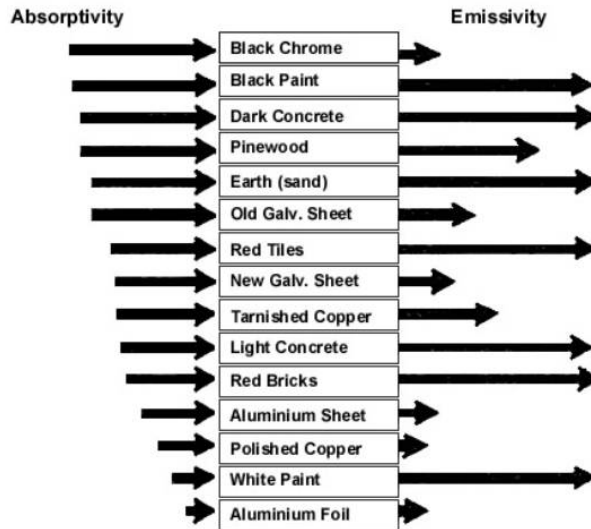 Absorptivity Emissivity
Black Chrome
Black Paint
Dark Concrete
Pinewood
Earth (sand)
Old Galv. Sheet
Red Tiles
New Galv. Sheet
Tarnished Copper
Light Concrete
Red Bricks
Aluminium Sheet
Polished Copper
White Paint
Aluminium Foil